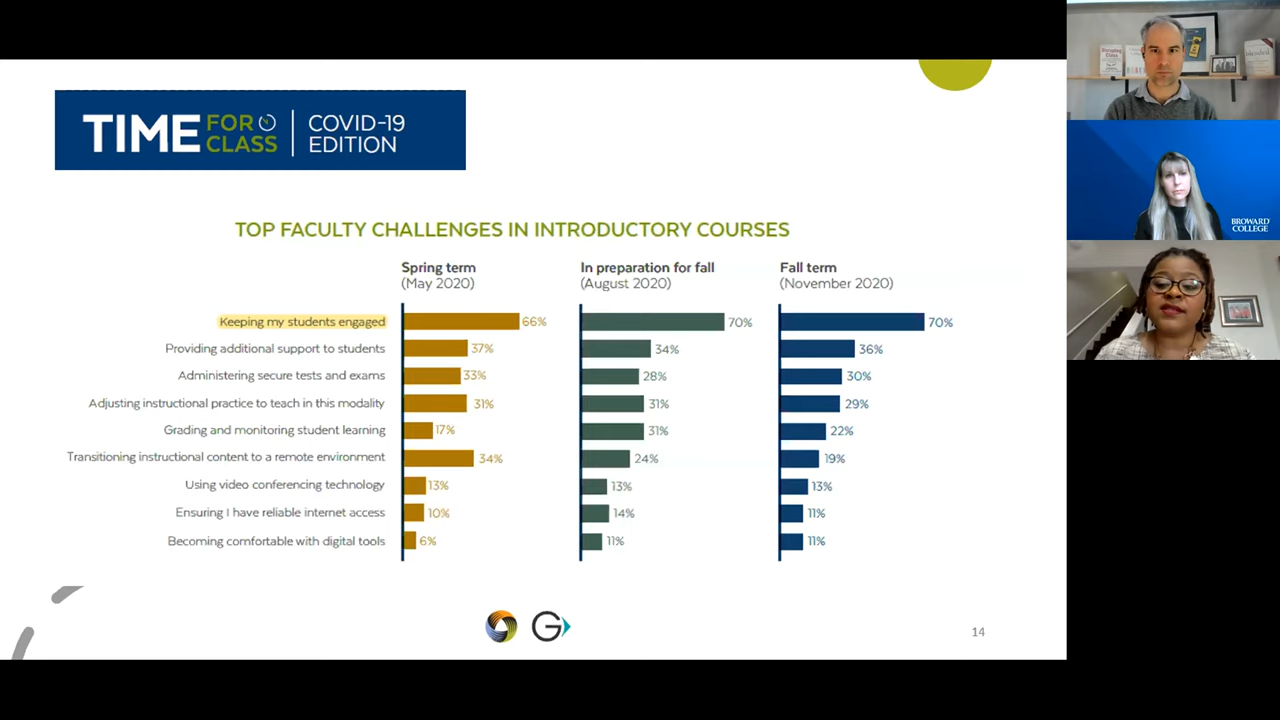 TIME FOR CLASS | COVID-19 EDITION
TOP FACULTY CHALLENGES IN INTRODUCTORY COURSES
Spring term
(May 2020)
In preparation for fall
(August 2020)
Fall term
(November 2020)
Keeping my students engaged 66% 70% 70%
Providing additional support to students 37% 34% 36%
Administering secure tests and exams 33% 28% 30%
Adjusting instructional practice to teach in this modality 31% 31% 29%
Grading and monitoring student learning 17% 31% 22%
Transitioning instructional content to a remote environment 34% 24% 19%
Using video conferencing technology 13% 13% 13%
Ensuring I have reliable internet access 10% 14% 11%
Becoming comfortable with digital tools 6% 11% 11%
G
14
BROWARD
COLLEGE